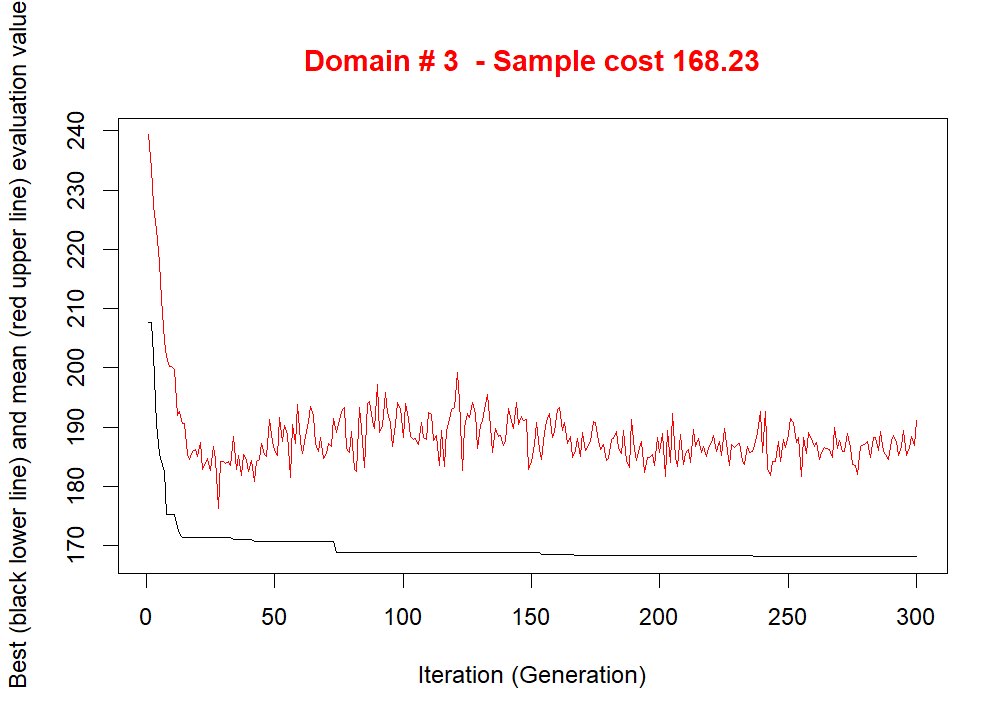 Domain # 3  - Sample cost 168.23
Best (black lower line) and mean (red upper line) evaluation value
240
230
220
210
200
190
180
170
0 50 100 150 200 250 300
Iteration (Generation)